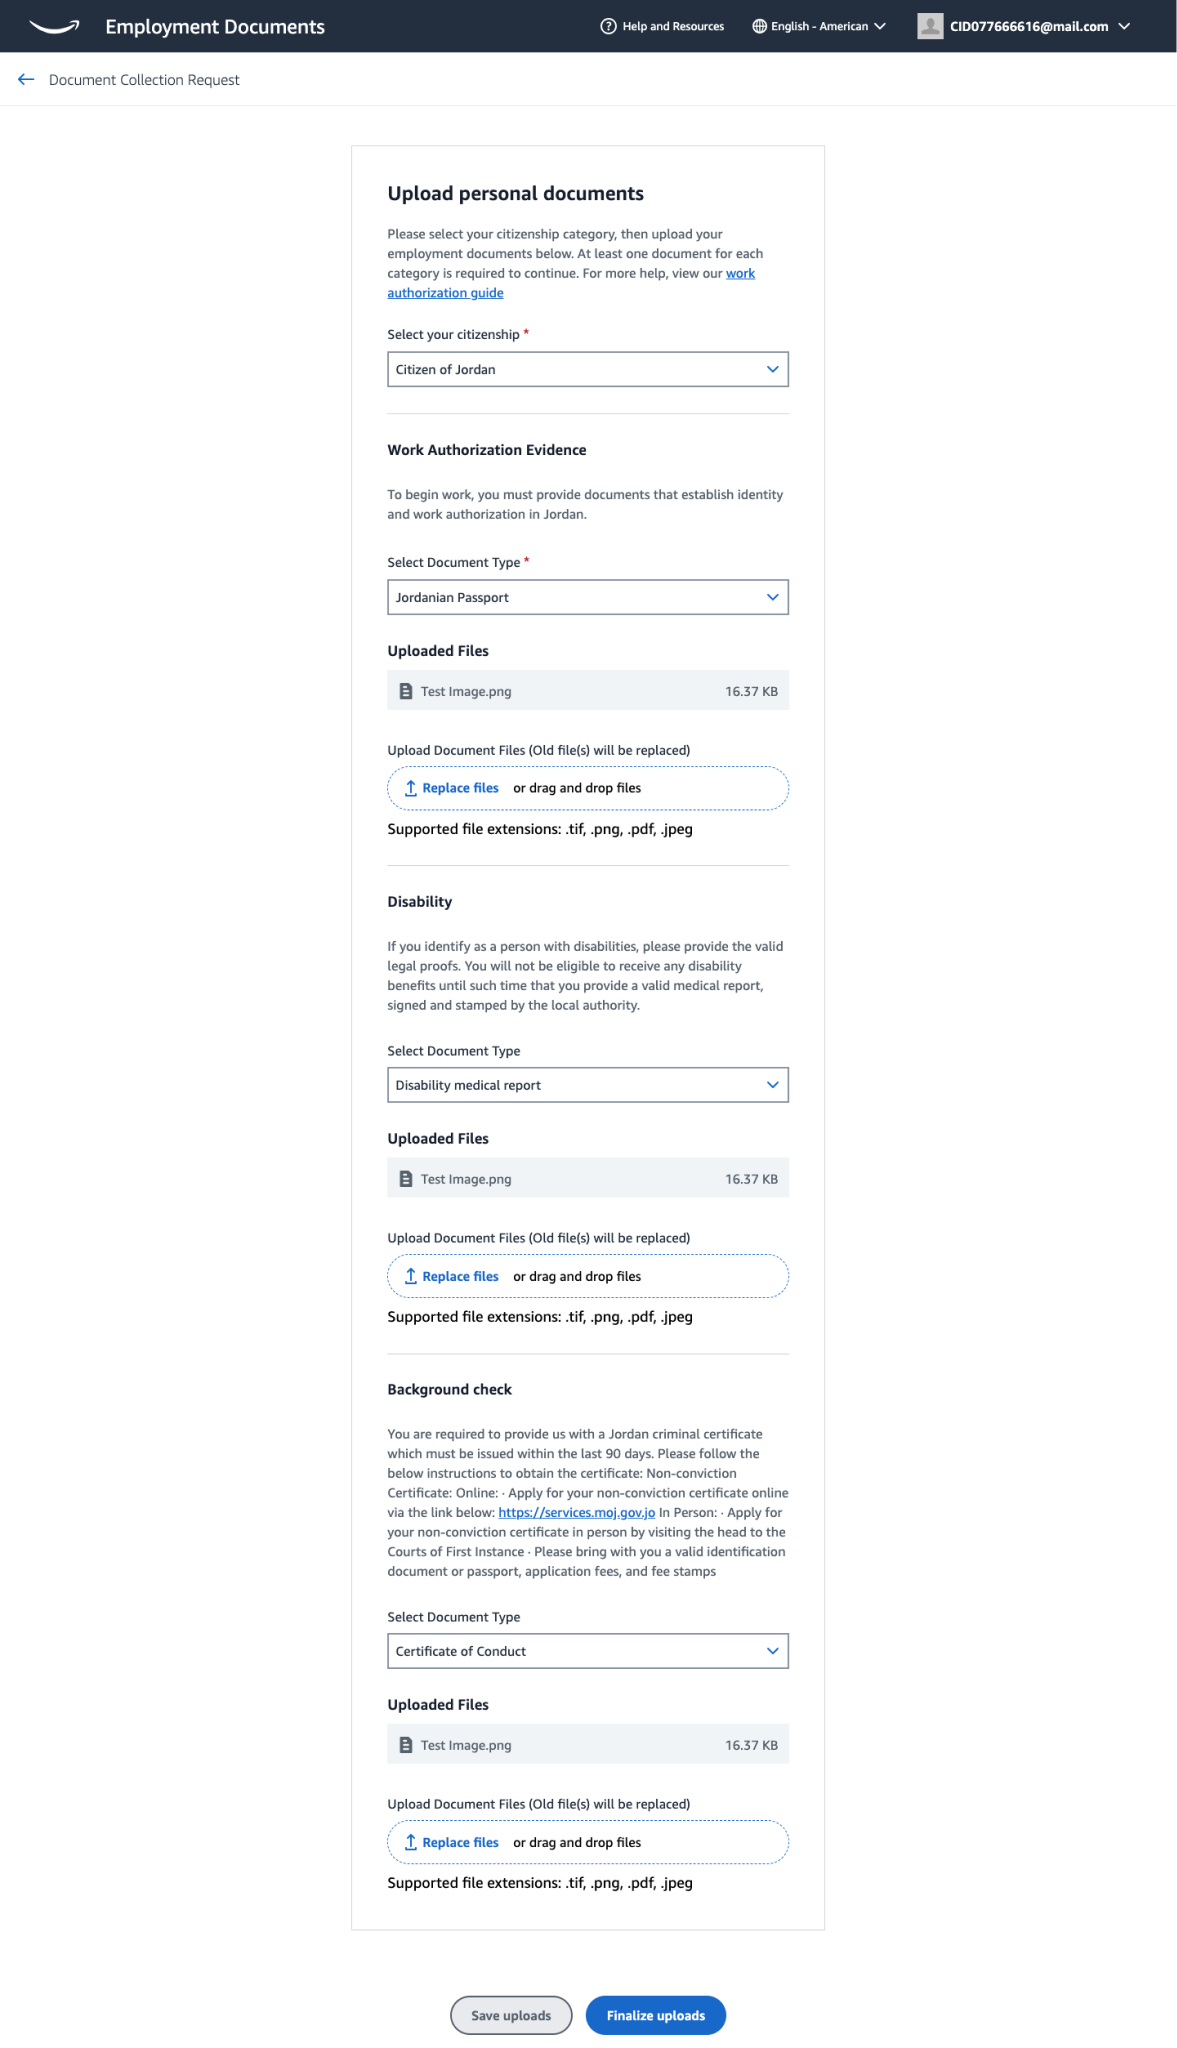 Employment Documents
Help and Resources
English - American
CID077666616@mail.com
Document Collection Request
Upload personal documents
Please select your citizenship category, then upload your
employment documents below. At least one document for each
category is required to continue. For more help, view our work
authorization guide
Select your citizenship *
Citizen of Jordan
Work Authorization Evidence
To begin work, you must provide documents that establish identity
and work authorization in Jordan.
Select Document Type *
Jordanian Passport
Uploaded Files
Test Image.png 16.37 KB
Upload Document Files (Old file(s) will be replaced)
Replace files or drag and drop files
Supported file extensions: .tif, .png, .pdf, .jpeg
Disability
If you identify as a person with disabilities, please provide the valid
legal proofs. You will not be eligible to receive any disability
benefits until such time that you provide a valid medical report,
signed and stamped by the local authority.
Select Document Type
Disability medical report
Uploaded Files
Test Image.png 16.37 KB
Upload Document Files (Old file(s) will be replaced)
Replace files or drag and drop files
Supported file extensions: .tif, .png, .pdf, .jpeg
Background check
You are required to provide us with a Jordan criminal certificate
which must be issued within the last 90 days. Please follow the
below instructions to obtain the certificate: Non-conviction
Certificate: Online: · Apply for your non-conviction certificate online
via the link below: https://services.moj.gov.jo In Person: · Apply for
your non-conviction certificate in person by visiting the head to the
Courts of First Instance · Please bring with you a valid identification
document or passport, application fees, and fee stamps
Select Document Type
Certificate of Conduct
Uploaded Files
Test Image.png 16.37 KB
Upload Document Files (Old file(s) will be replaced)
Replace files or drag and drop files
Supported file extensions: .tif, .png, .pdf, .jpeg
Save uploads
Finalize uploads